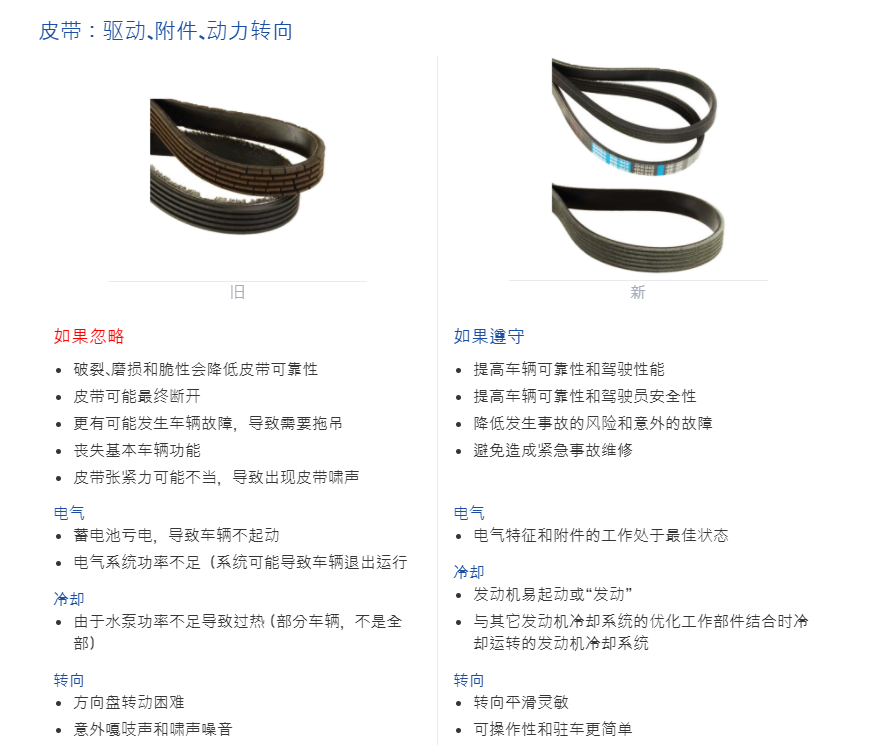 皮带：驱动、附件、动力转向
旧
如果忽略
破裂、磨损和脆性会降低皮带可靠性
皮带可能最终断开
更有可能发生车辆故障，导致需要拖吊
丧失基本车辆功能
皮带张紧力可能不当，导致出现皮带啸声
电气
蓄电池亏电，导致车辆不起动
电气系统功率不足（系统可能导致车辆退出运行
冷却
由于水泵功率不足导致过热（部分车辆，不是全
部）
转向
方向盘转动困难
意外嘎吱声和啸声噪音
新
如果遵守
提高车辆可靠性和驾驶性能
提高车辆可靠性和驾驶员安全性
降低发生事故的风险和意外的故障
避免造成紧急事故维修
电气
电气特征和附件的工作处于最佳状态
冷却
发动机易起动或“发动”
与其它发动机冷却系统的优化工作部件结合时冷
却运转的发动机冷却系统
转向
转向平滑灵敏
可操作性和驻车更简单